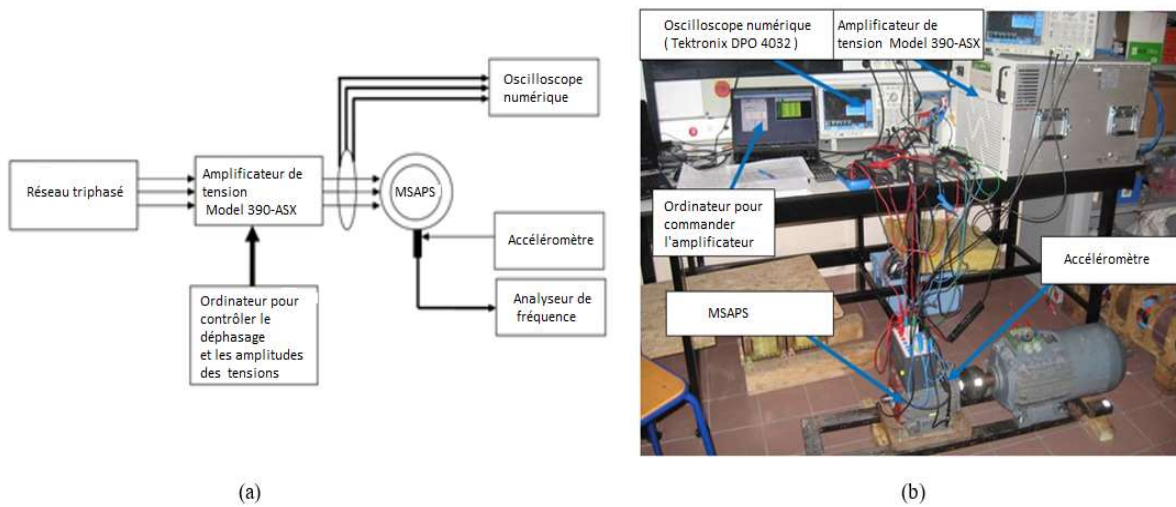 Oscilloscope
numérique
Réseau triphasé
Amplificateur de
tension
Model 390-ASX
MSAPS
Accéléromètre
Analyseur de
fréquence
Ordinateur pour
contrôler le
déphasage
et les amplitudes
des tensions
(a)
Oscilloscope numérique
( Tektronix DPO 4032 )
Amplificateur de
tension Model 390-ASX
Ordinateur pour
commander
l'amplificateur
Accéléromètre
MSAPS
(b)